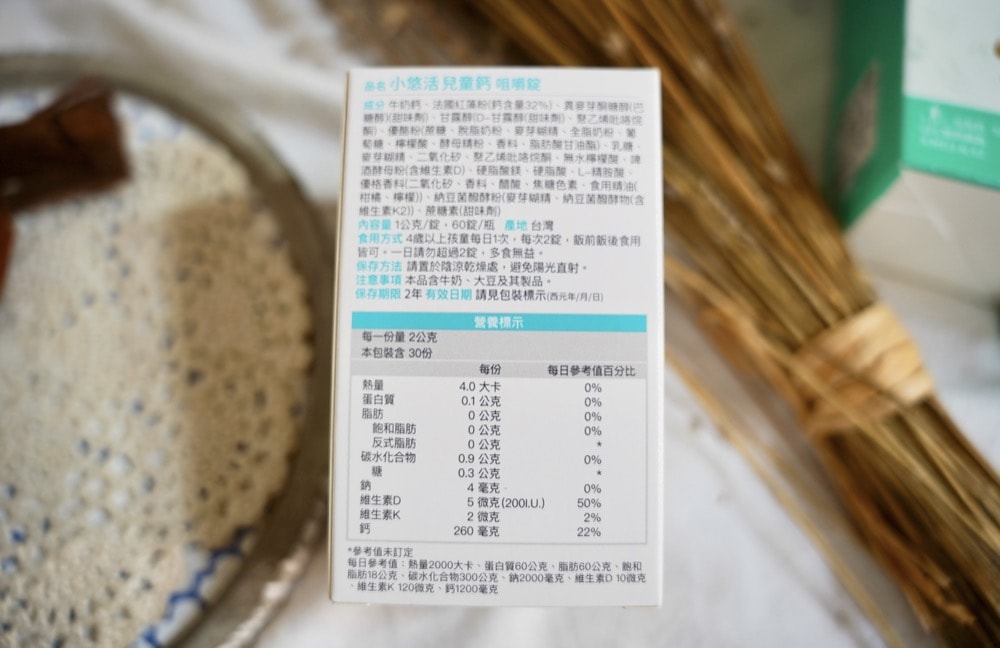 品名 小悠活兒童鈣 咀嚼錠
成分 牛奶鈣、法國紅藻粉(鈣含量32%)、異麥芽酮糖醇(巴
糖醇)(甜味劑)、甘露醇(D-甘露醇(甜味劑)、聚乙烯吡咯烷
酮)、優酪粉(蔗糖、脫脂奶粉、麥芽糊精、全脂奶粉、葡
萄糖、檸檬酸、酵母精粉、香料、脂肪酸甘油酯)、乳糖、
麥芽糊精、二氧化矽、聚乙烯吡咯烷酮、無水檸檬酸、啤
酒酵母粉(含維生素D)、硬脂酸鎂、硬脂酸、L-精胺酸、
優格香料(二氧化矽、香料、醋酸、焦糖色素、食用精油(
柑橘、檸檬))、納豆菌醱酵粉(麥芽糊精、納豆菌醱酵物(含
維生素K2))、蔗糖素(甜味劑)
內容量 1公克/錠,60錠/瓶 產地 台灣
食用方式 4歲以上孩童每日1次,每次2錠,飯前飯後食用
皆可。一日請勿超過2錠,多食無益。
保存方法 請置於陰涼乾燥處,避免陽光直射。
注意事項 本品含牛奶、大豆及其製品。
保存期限 2年 有效日期 請見包裝標示(西元年/月/日)
營養標示
每一份量 2公克
本包裝含 30份
每份 每日參考值百分比
熱量 4.0 大卡 0%
蛋白質 0.1 公克 0%
脂肪 0 公克 0%
飽和脂肪 0 公克 0%
反式脂肪 0 公克 *
碳水化合物 0.9 公克 0%
糖 0.3 公克 *
鈉 4 毫克 0%
維生素D 5 微克(200I.U.) 50%
維生素K 2 微克 2%
鈣 260 毫克 22%
*參考值未訂定
每日參考值:熱量2000大卡、蛋白質60公克、脂肪60公克、飽和
脂肪18公克、碳水化合物300公克、鈉2000毫克、維生素D 10微克
、維生素K 120微克、鈣1200毫克